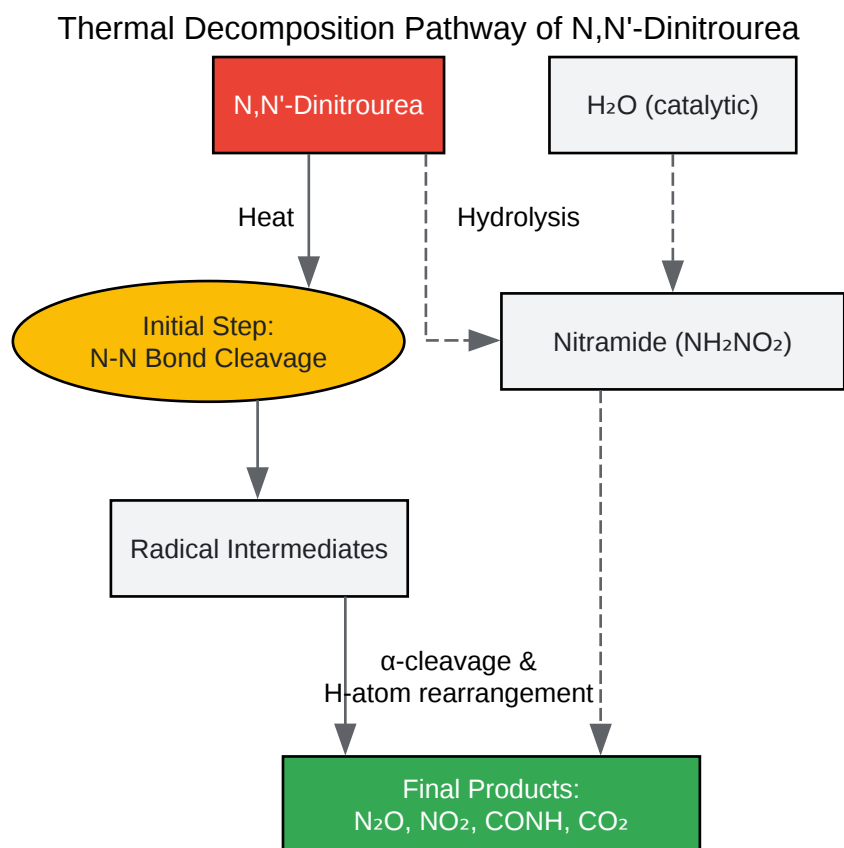 Thermal Decomposition Pathway of N,N'-Dinitrourea
N,N'-Dinitrourea
H₂O (catalytic)
Heat
Hydrolysis
Initial Step:
N-N Bond Cleavage
Nitramide (NH₂NO₂)
Radical Intermediates
α-cleavage &
H-atom rearrangement
Final Products:
N₂O, NO₂, CONH, CO₂